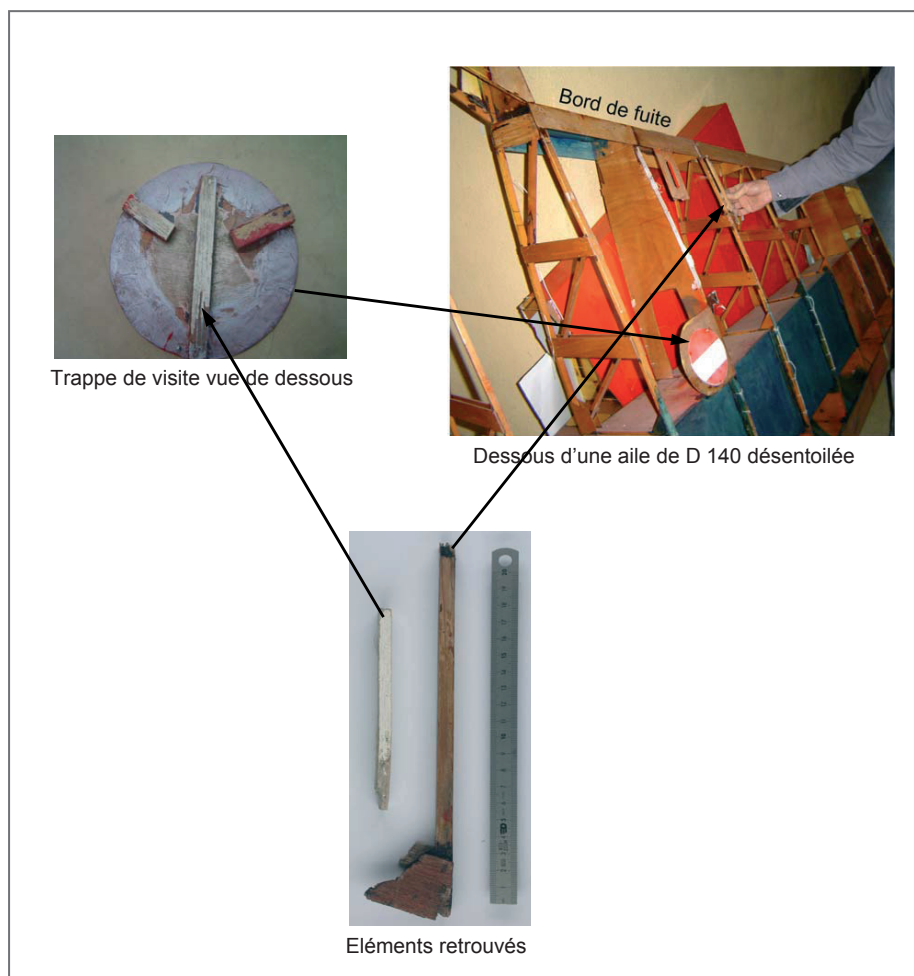 Bord de fuite
Trappe de visite vue de dessous
Dessous d'une aile de D 140 désentoilée
Eléments retrouvés